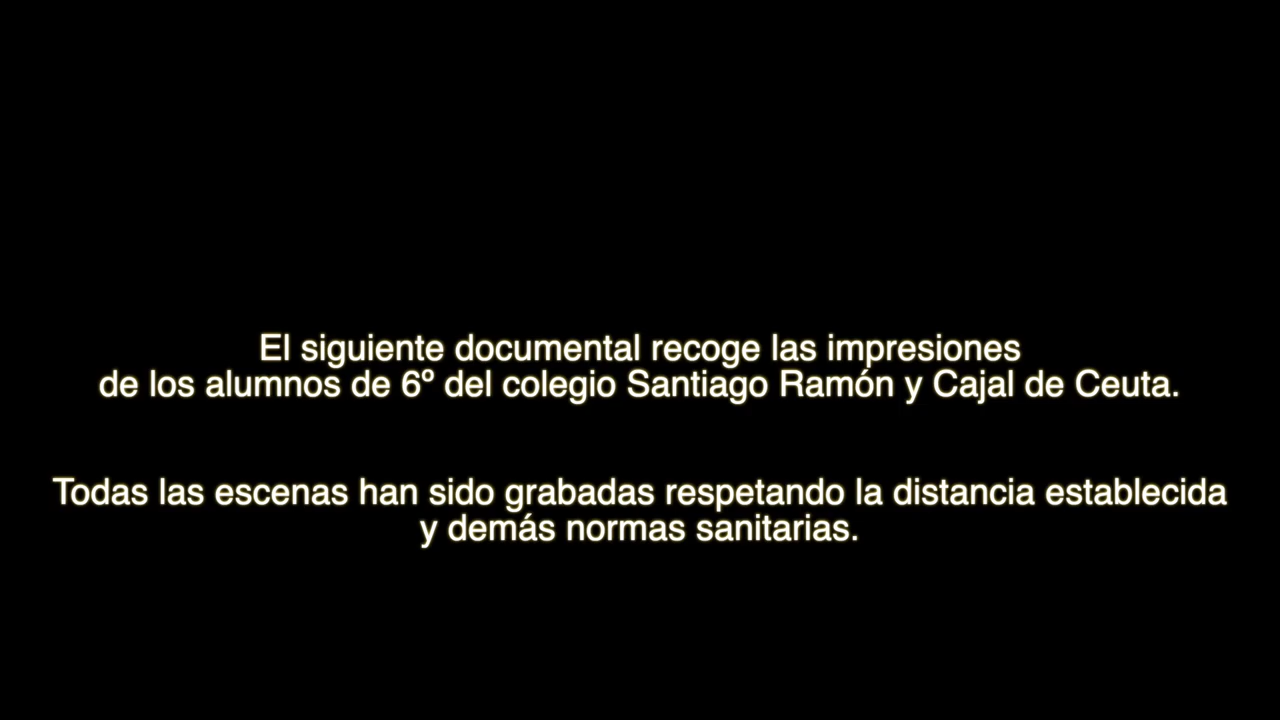 El siguiente documental recoge las impresiones
de los alumnos de 6º del colegio Santiago Ramón y Cajal de Ceuta.
Todas las escenas han sido grabadas respetando la distancia establecida
y demás normas sanitarias.